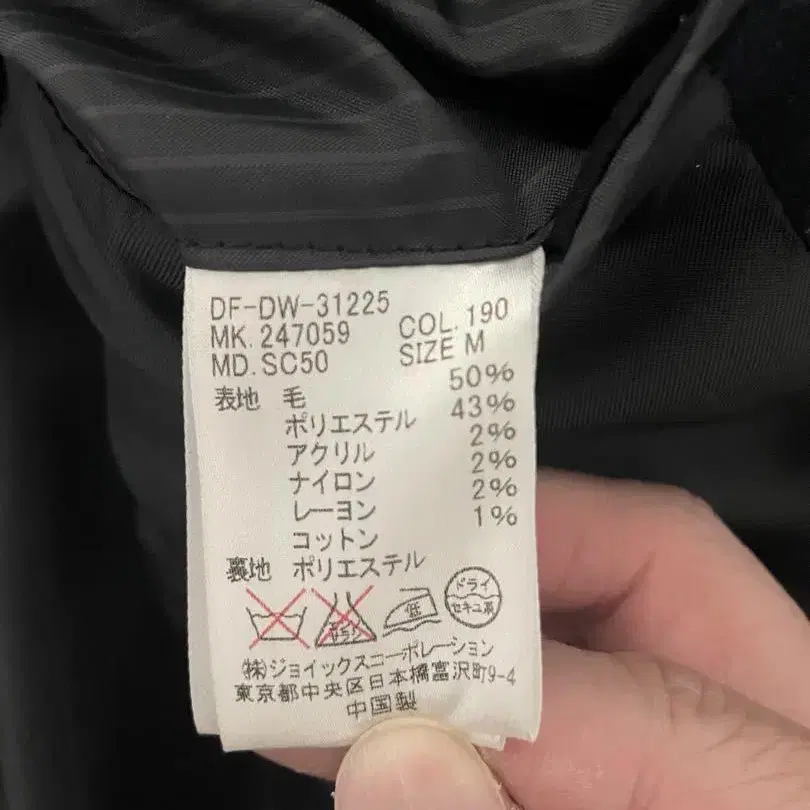 DF-DW-31225
MK.247059 COL.190
MD.SC50 SIZE M
表地 毛 50%
ポリエステル 43%
アクリル 2%
ナイロン 2%
レーヨン 2%
コットン 1%
裏地 ポリエステル
低 ドライ セキユ系
(株)ジョイックスコーポレーション
東京都中央区日本橋富沢町9-4
中国製